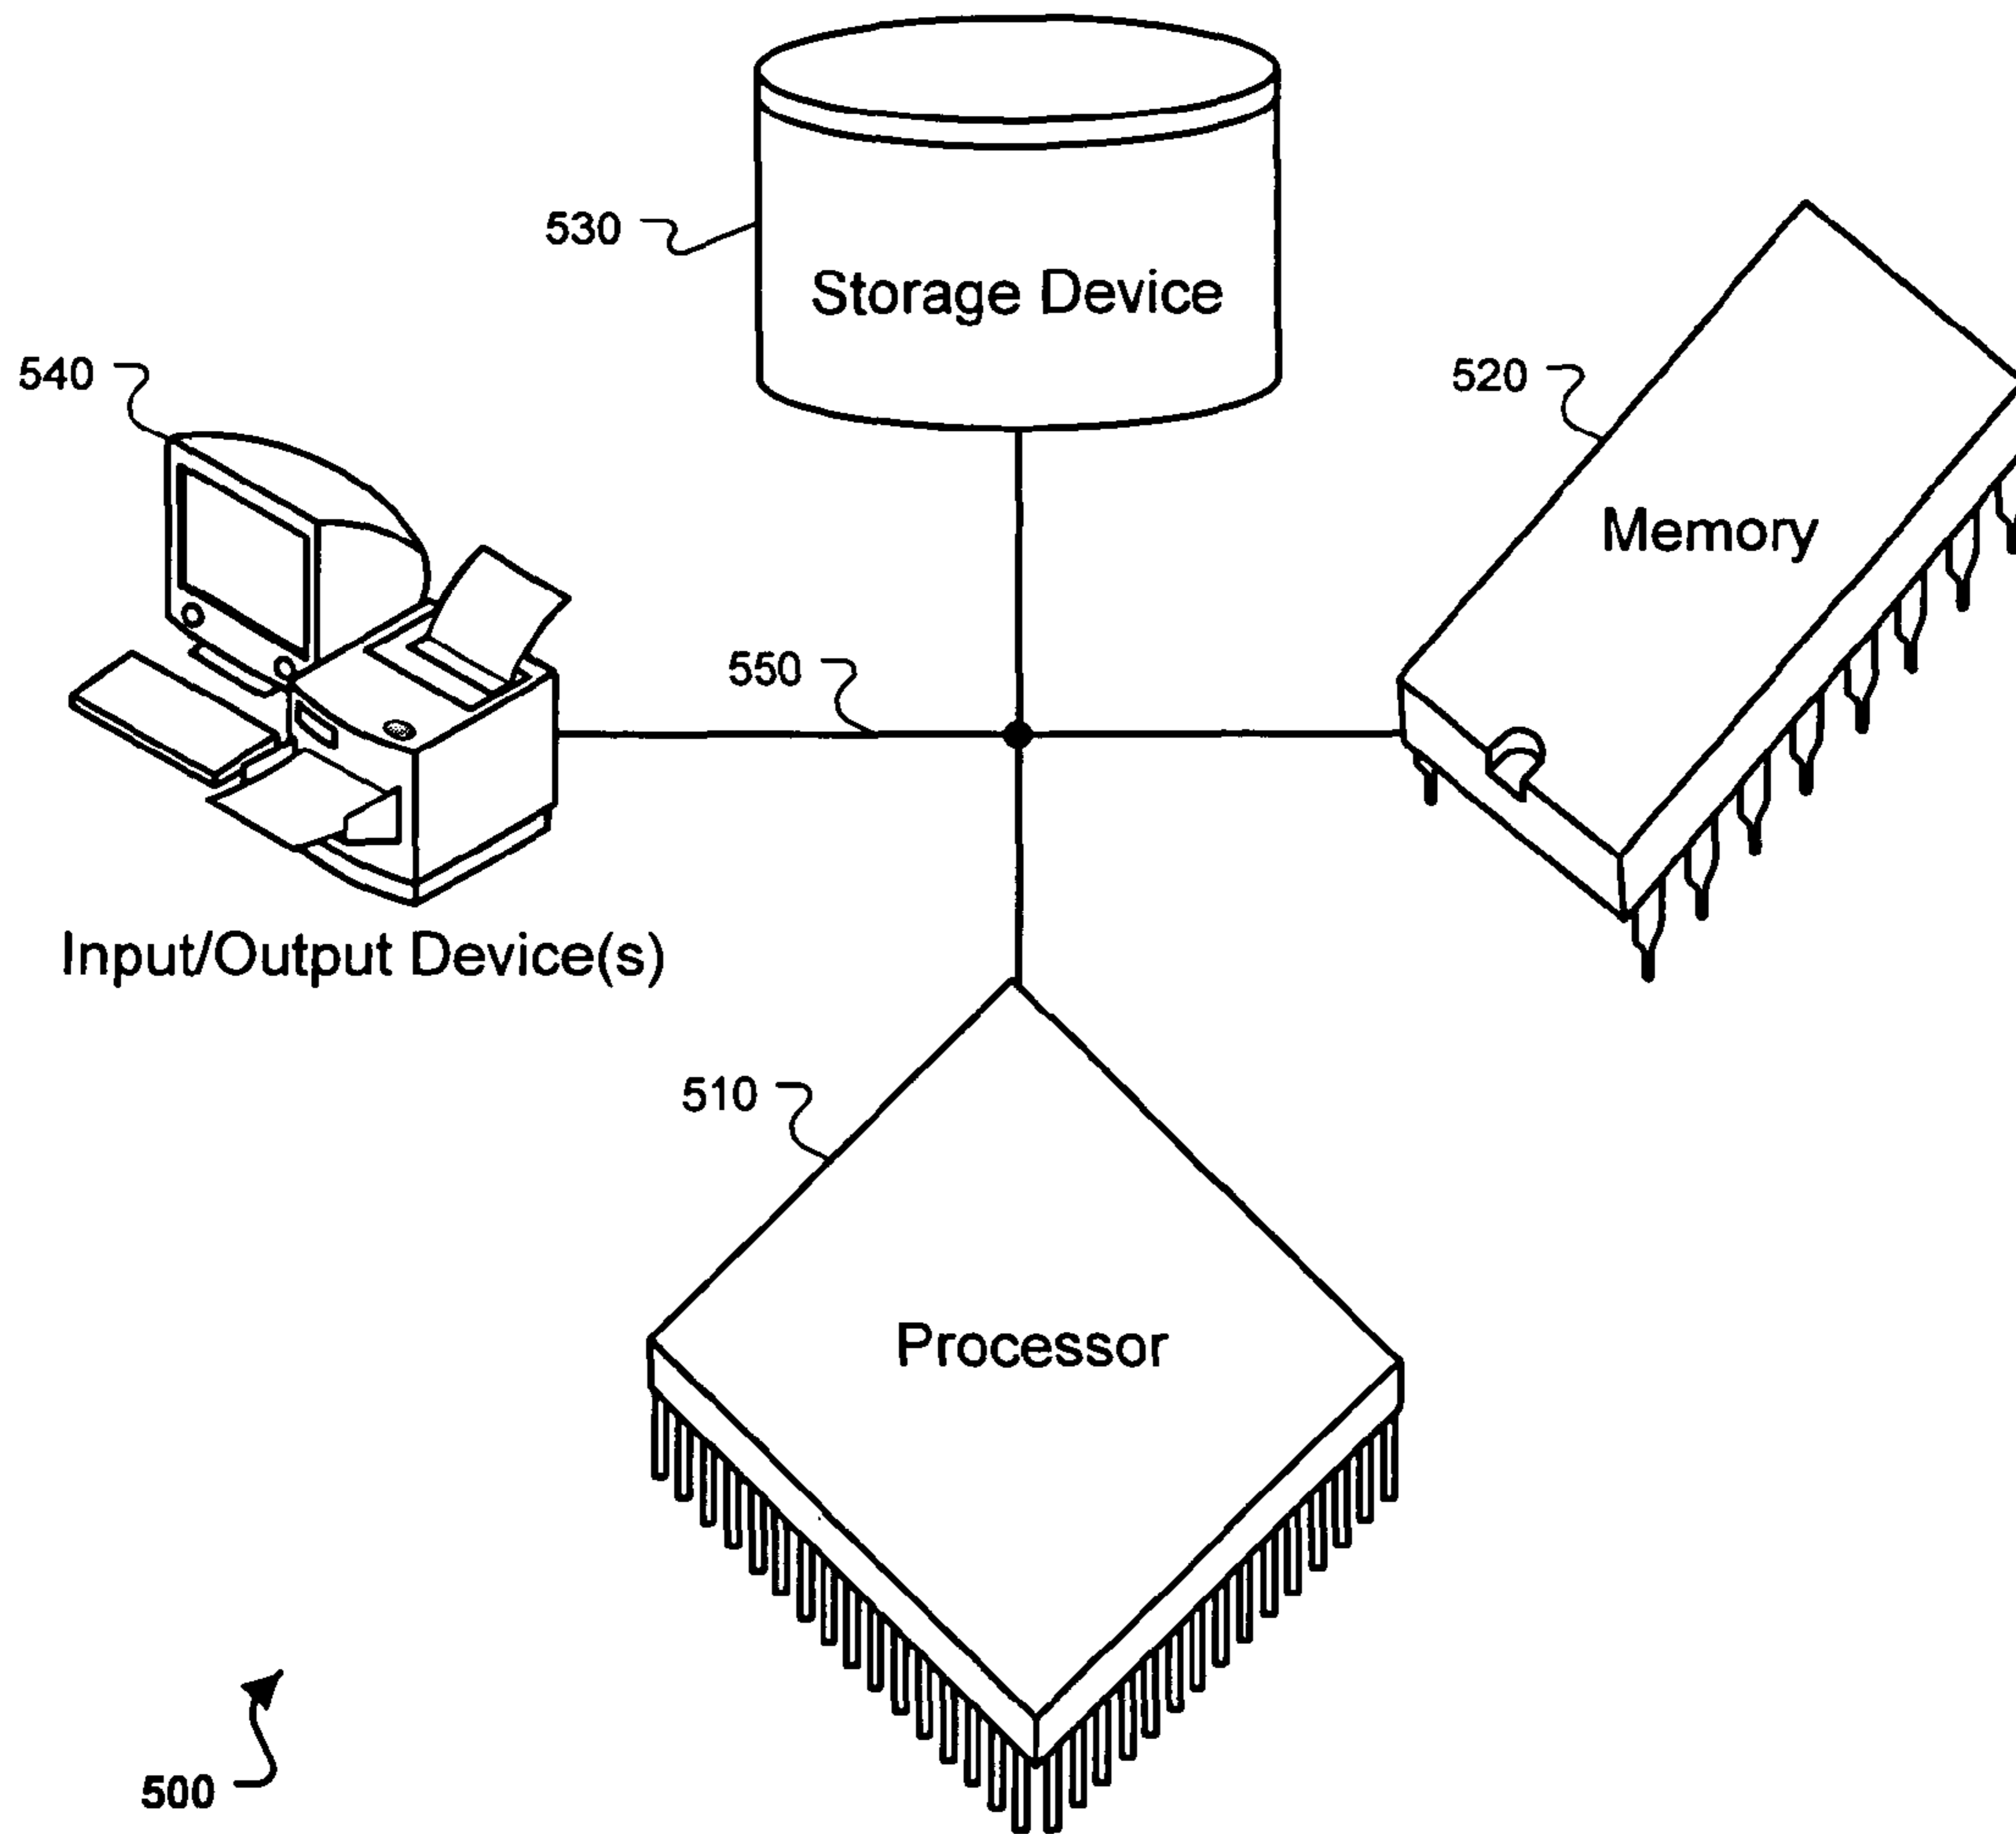 530
Storage Device
540
520
Memory
550
Input/Output Device(s)
510
Processor
500